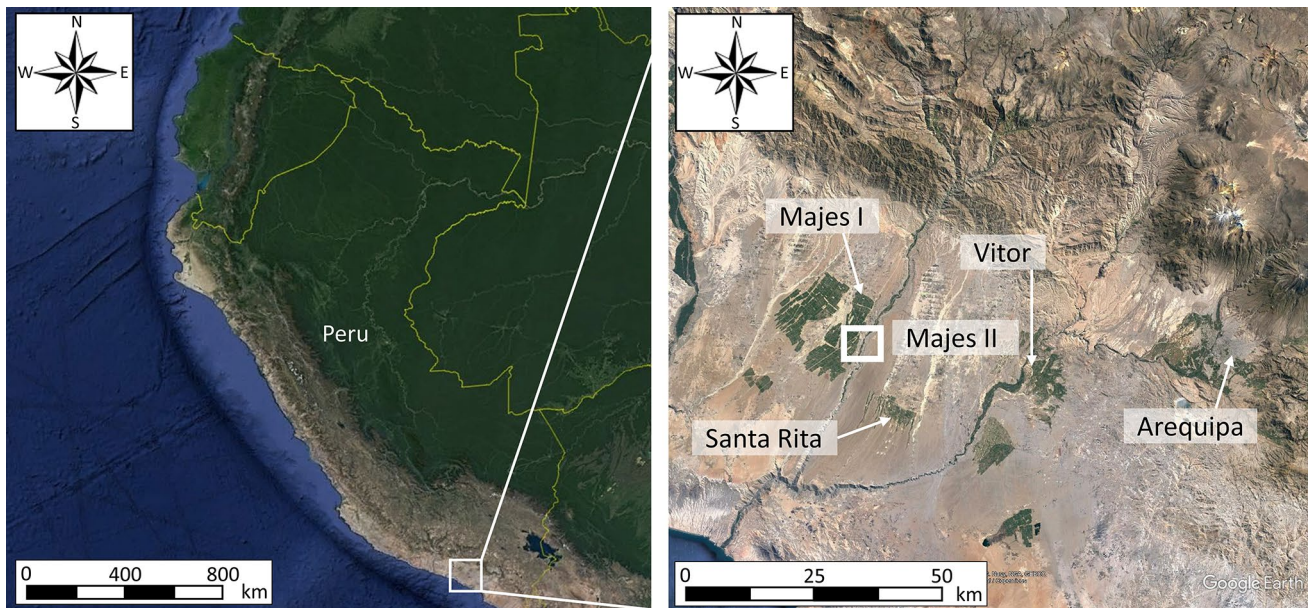 N
W E
S
Peru
0 400 800
km
N
W E
S
Majes I
Vitor
Majes II
Santa Rita
Arequipa
0 25 50
km
Google Earth